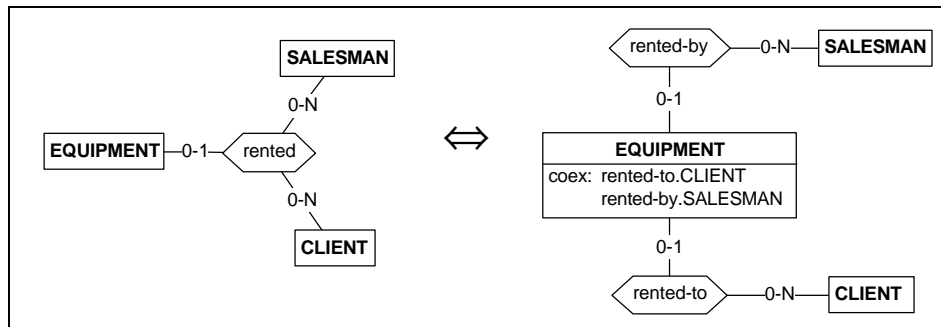 SALESMAN
0-N
EQUIPMENT 0-1 rented
0-N
CLIENT
⇔
rented-by 0-N SALESMAN
0-1
EQUIPMENT
coex: rented-to.CLIENT
rented-by.SALESMAN
0-1
rented-to 0-N CLIENT